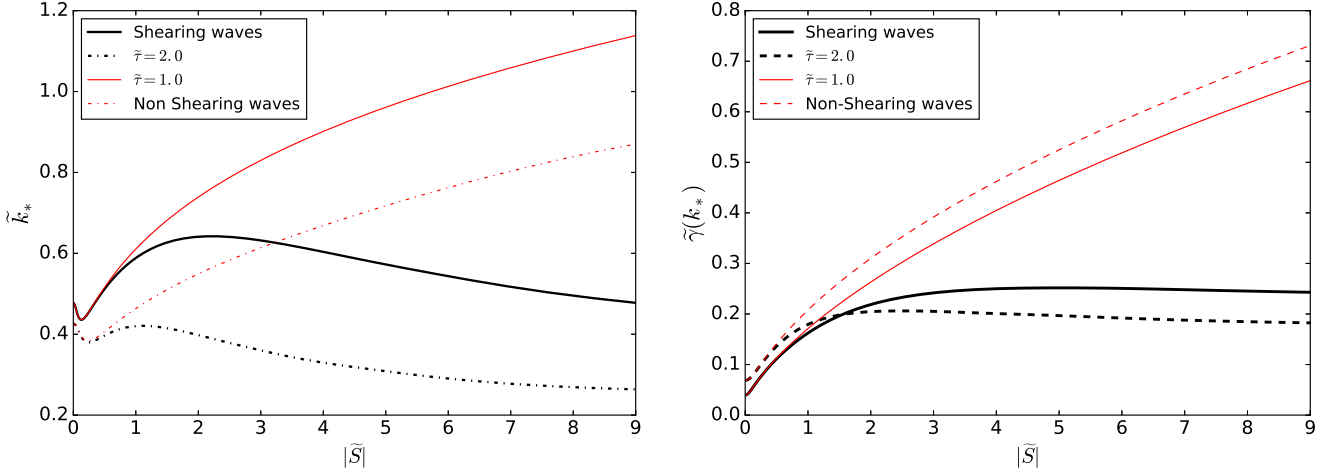 1.2
1.0
0.8
0.6
0.4
0.2
k̃*
0 1 2 3 4 5 6 7 8 9
|S̃|
Shearing waves
τ̃=2.0
τ̃=1.0
Non Shearing waves
0.8
0.7
0.6
0.5
0.4
0.3
0.2
0.1
0.0
γ̃(k*)
0 1 2 3 4 5 6 7 8 9
|S̃|
Shearing waves
τ̃=2.0
τ̃=1.0
Non-Shearing waves